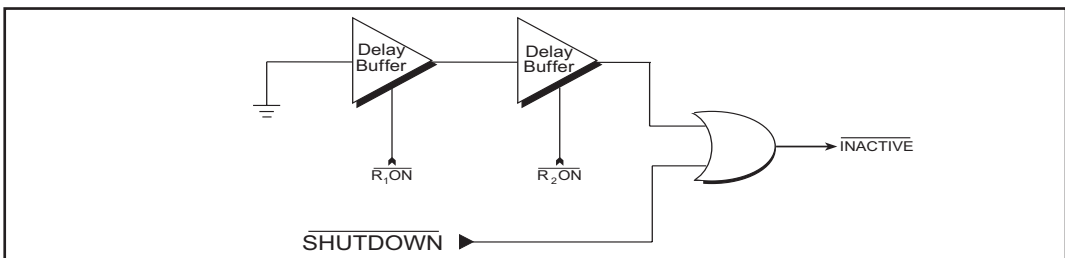 Delay
Buffer
Delay
Buffer
R₁ON
R₂ON
INACTIVE
SHUTDOWN